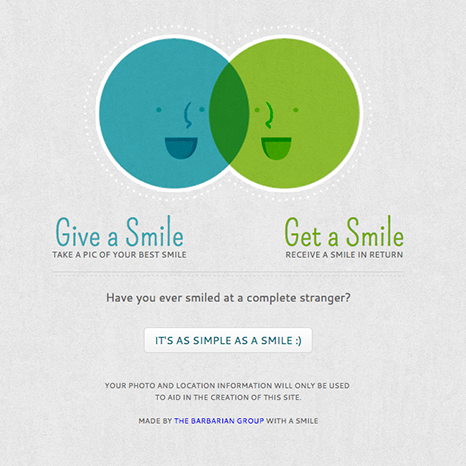 Give a Smile
TAKE A PIC OF YOUR BEST SMILE
Get a Smile
RECEIVE A SMILE IN RETURN
Have you ever smiled at a complete stranger?
IT'S AS SIMPLE AS A SMILE :)
YOUR PHOTO AND LOCATION INFORMATION WILL ONLY BE USED
TO AID IN THE CREATION OF THIS SITE.
MADE BY THE BARBARIAN GROUP WITH A SMILE